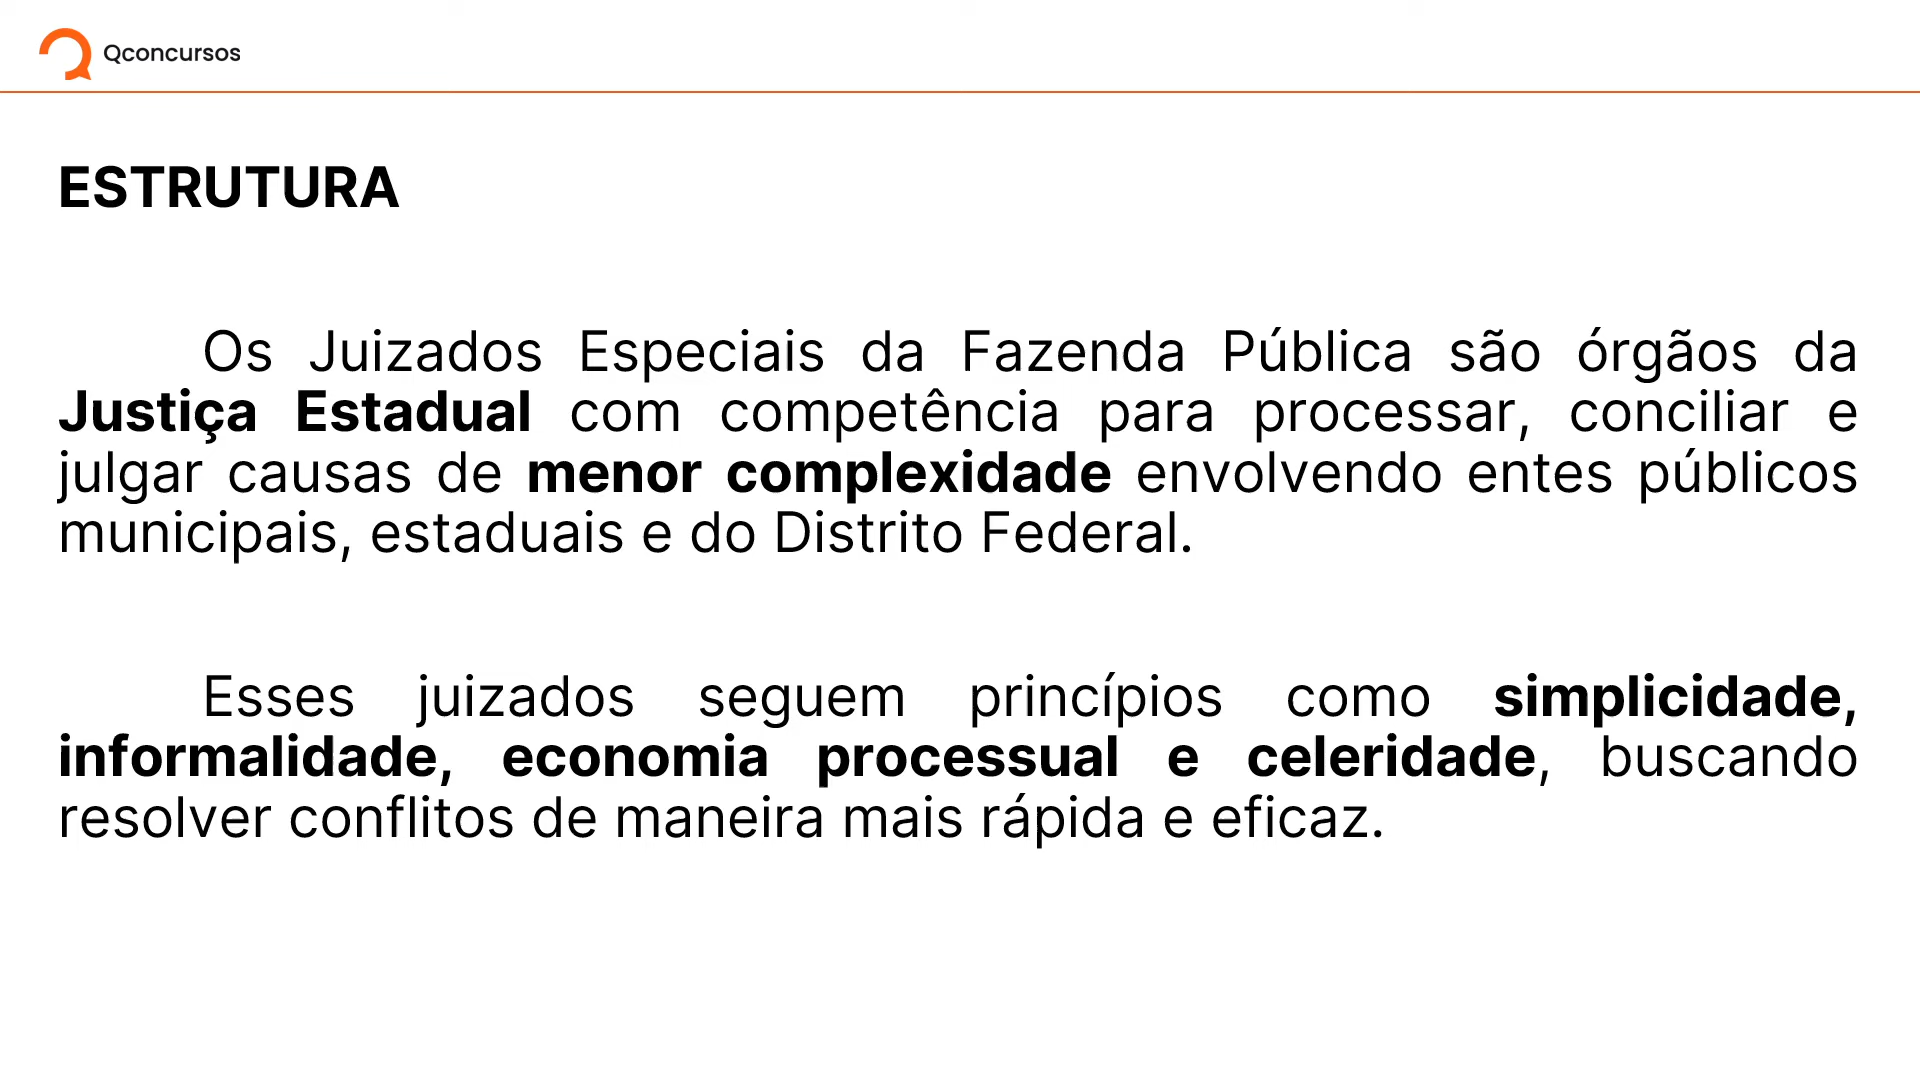 Qconcursos
ESTRUTURA
Os Juizados Especiais da Fazenda Pública são órgãos da
Justiça Estadual com competência para processar, conciliar e
julgar causas de menor complexidade envolvendo entes públicos
municipais, estaduais e do Distrito Federal.
Esses juizados seguem princípios como simplicidade,
informalidade, economia processual e celeridade, buscando
resolver conflitos de maneira mais rápida e eficaz.